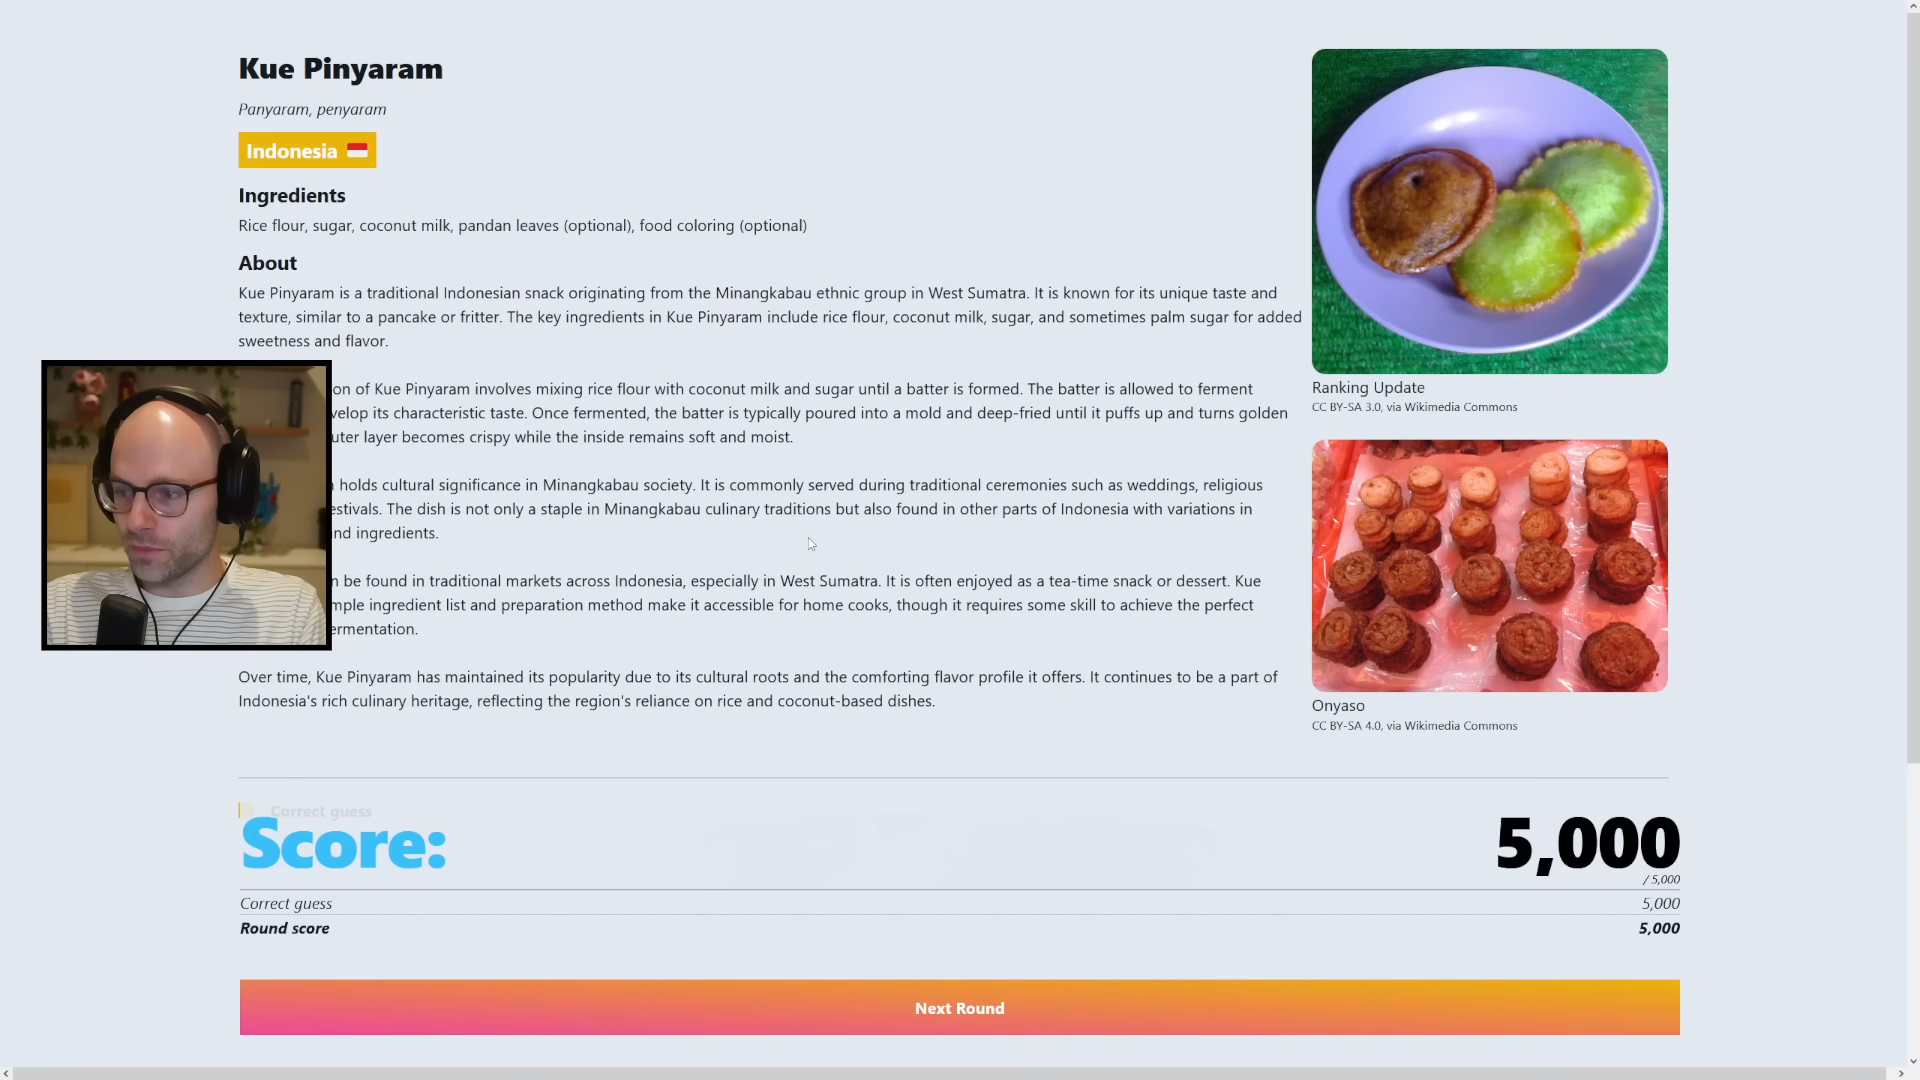 Kue Pinyaram
Panyaram, penyaram
Indonesia
Ingredients
Rice flour, sugar, coconut milk, pandan leaves (optional), food coloring (optional)
About
Kue Pinyaram is a traditional Indonesian snack originating from the Minangkabau ethnic group in West Sumatra. It is known for its unique taste and
texture, similar to a pancake or fritter. The key ingredients in Kue Pinyaram include rice flour, coconut milk, sugar, and sometimes palm sugar for added
sweetness and flavor.
of Kue Pinyaram involves mixing rice flour with coconut milk and sugar until a batter is formed. The batter is allowed to ferment
its characteristic taste. Once fermented, the batter is typically poured into a mold and deep-fried until it puffs up and turns golden
layer becomes crispy while the inside remains soft and moist.
holds cultural significance in Minangkabau society. It is commonly served during traditional ceremonies such as weddings, religious
The dish is not only a staple in Minangkabau culinary traditions but also found in other parts of Indonesia with variations in
ingredients.
be found in traditional markets across Indonesia, especially in West Sumatra. It is often enjoyed as a tea-time snack or dessert. Kue
ingredient list and preparation method make it accessible for home cooks, though it requires some skill to achieve the perfect
Over time, Kue Pinyaram has maintained its popularity due to its cultural roots and the comforting flavor profile it offers. It continues to be a part of
Indonesia's rich culinary heritage, reflecting the region's reliance on rice and coconut-based dishes.
Ranking Update
CC BY-SA 3.0, via Wikimedia Commons
Onyaso
CC BY-SA 4.0, via Wikimedia Commons
Correct guess
Score: 5,000
/ 5,000
Correct guess 5,000
Round score 5,000
Next Round